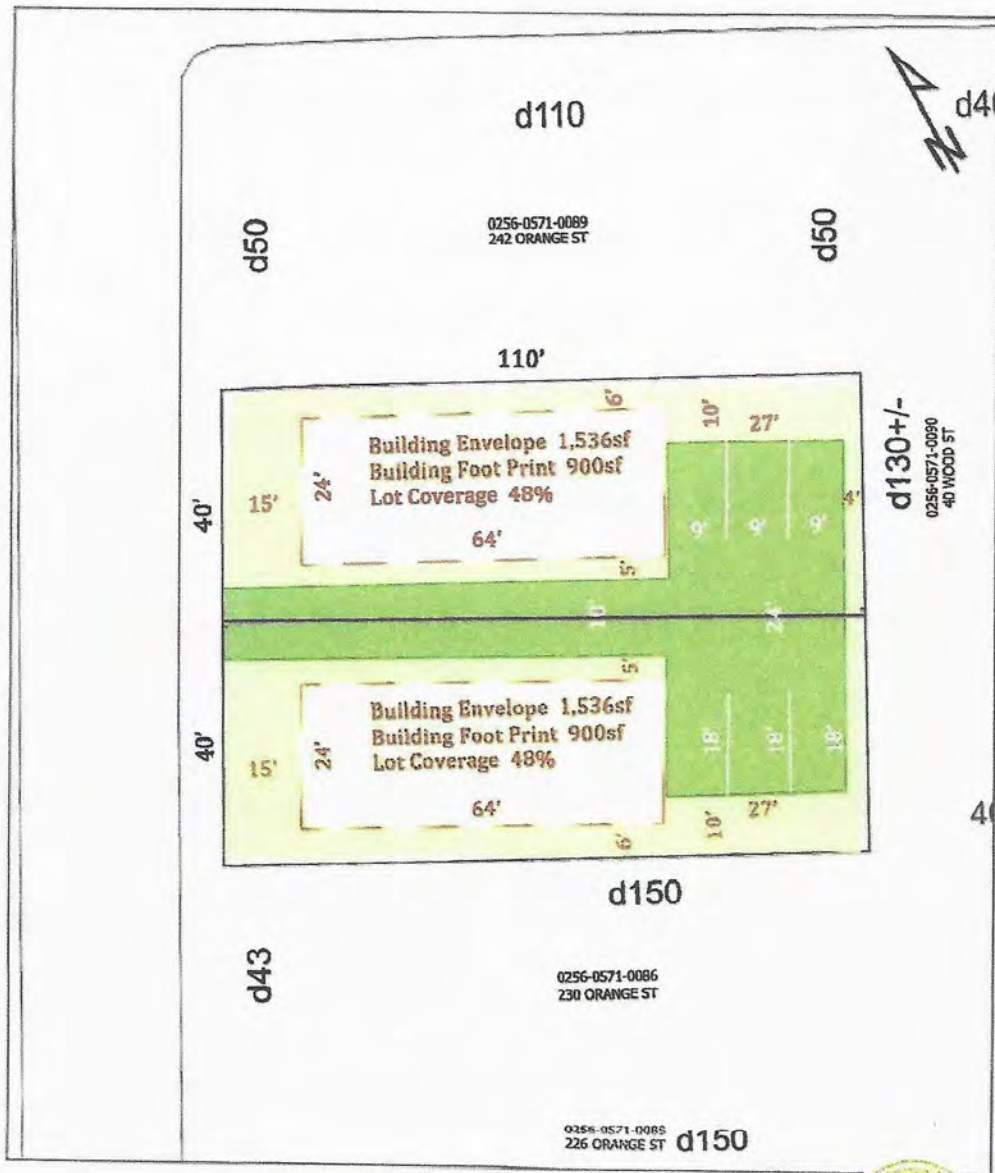 d110
N
d40
d50
0256-0571-0089
242 ORANGE ST
d50
110'
6'
10'
27'
d130+/-
0256-0571-0090
40 WOOD ST
Building Envelope 1,536sf
Building Foot Print 900sf
Lot Coverage 48%
40'
15'
24'
64'
9'
9'
9'
4'
5'
10'
24'
5'
Building Envelope 1,536sf
Building Foot Print 900sf
Lot Coverage 48%
40'
15'
24'
64'
18'
18'
18'
6'
10'
27'
40
d150
d43
0256-0571-0086
230 ORANGE ST
0256-0571-0085
226 ORANGE ST d150